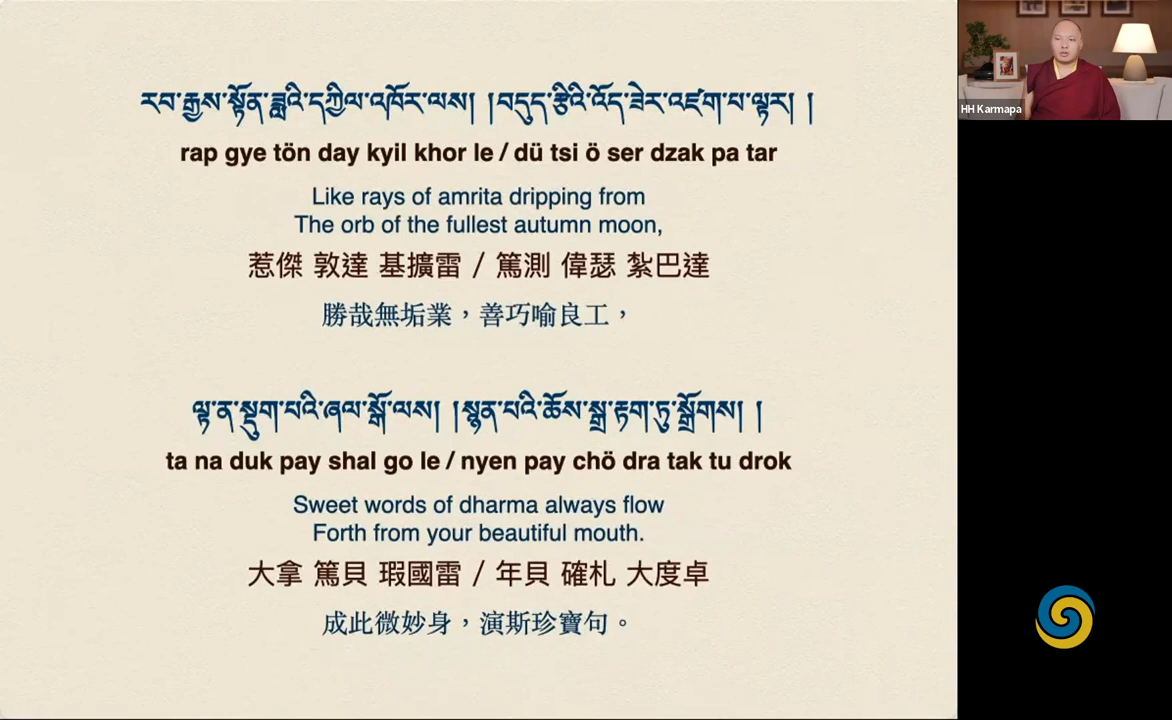 རབ་རྒྱས་སྟོན་ཟླའི་དཀྱིལ་འཁོར་ལས། །བདུད་རྩིའི་འོད་ཟེར་འཛག་པ་ལྟར། །
rap gye tön day kyil khor le / dü tsi ö ser dzak pa tar
Like rays of amrita dripping from
The orb of the fullest autumn moon,
惹傑 敦達 基擴雷 / 篤測 偉瑟 紮巴達
勝哉無垢業，善巧喻良工，
ལྟ་ན་སྡུག་པའི་ཞལ་སྒོ་ལས། །སྙན་པའི་ཆོས་སྒྲ་རྟག་ཏུ་སྒྲོགས། །
ta na duk pay shal go le / nyen pay chö dra tak tu drok
Sweet words of dharma always flow
Forth from your beautiful mouth.
大拿 篤貝 瑕國雷 / 年貝 確札 大度卓
成此微妙身，演斯珍寶句。
HH Karmapa